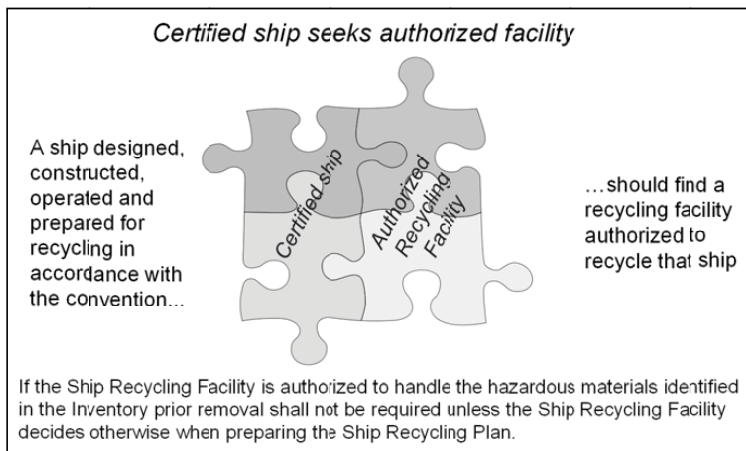 Certified ship seeks authorized facility
A ship designed,
constructed,
operated and
prepared for
recycling in
accordance with
the convention...
Certified ship
Authorized
Recycling
Facility
...should find a
recycling facility
authorized to
recycle that ship
If the Ship Recycling Facility is authorized to handle the hazardous materials identified
in the Inventory prior removal shall not be required unless the Ship Recycling Facility
decides otherwise when preparing the Ship Recycling Plan.